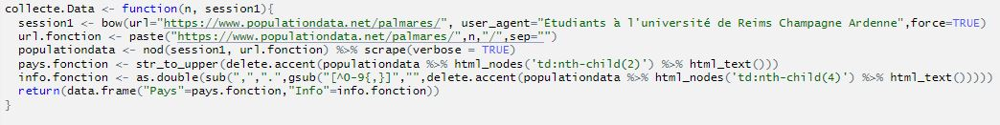 collecte.Data <- function(n, session1){
session1 <- bow(url="https://www.populationdata.net/palmares/", user_agent="Étudiants à l'université de Reims Champagne Ardenne",force=TRUE)
url.fonction <- paste("https://www.populationdata.net/palmares/",n,"/",sep="")
populationdata <- nod(session1, url.fonction) %>% scrape(verbose = TRUE)
pays.fonction <- str_to_upper(delete.accent(populationdata %>% html_nodes('td:nth-child(2)') %>% html_text()))
info.fonction <- as.double(sub(",",".",gsub("[^0-9{,}]","",delete.accent(populationdata %>% html_nodes('td:nth-child(4)') %>% html_text()))))
return(data.frame("Pays"=pays.fonction,"Info"=info.fonction))
}